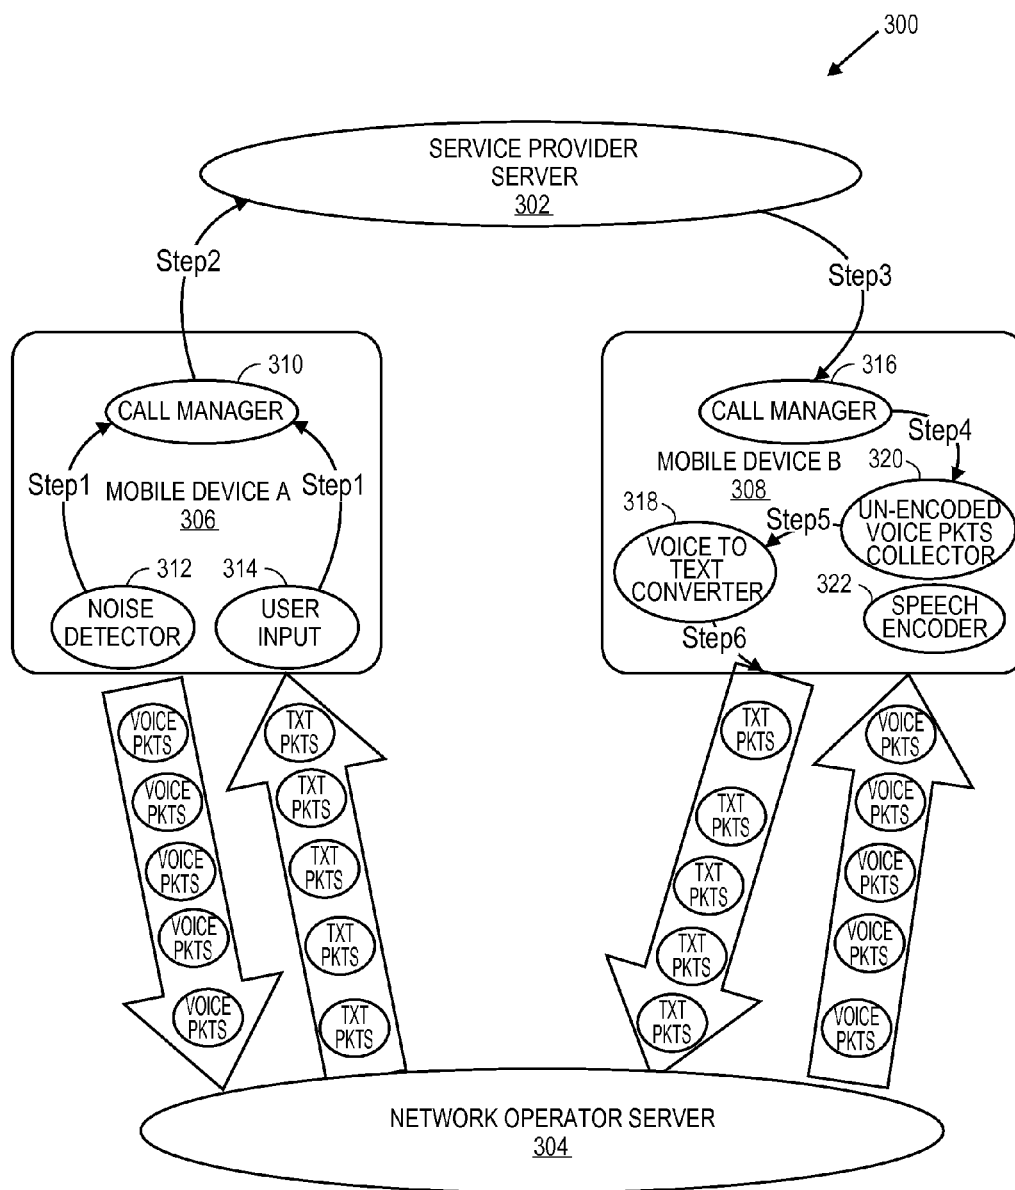 300
SERVICE PROVIDER
SERVER
302
Step2
Step3
310
CALL MANAGER
Step1
Step1
MOBILE DEVICE A
306
312
NOISE
DETECTOR
314
USER
INPUT
316
CALL MANAGER
Step4
MOBILE DEVICE B
308
320
UN-ENCODED
VOICE PKTS
COLLECTOR
Step5
318
VOICE TO
TEXT
CONVERTER
322
SPEECH
ENCODER
Step6
VOICE
PKTS
VOICE
PKTS
VOICE
PKTS
VOICE
PKTS
VOICE
PKTS
TXT
PKTS
TXT
PKTS
TXT
PKTS
TXT
PKTS
TXT
PKTS
TXT
PKTS
TXT
PKTS
TXT
PKTS
TXT
PKTS
TXT
PKTS
VOICE
PKTS
VOICE
PKTS
VOICE
PKTS
VOICE
PKTS
VOICE
PKTS
NETWORK OPERATOR SERVER
304